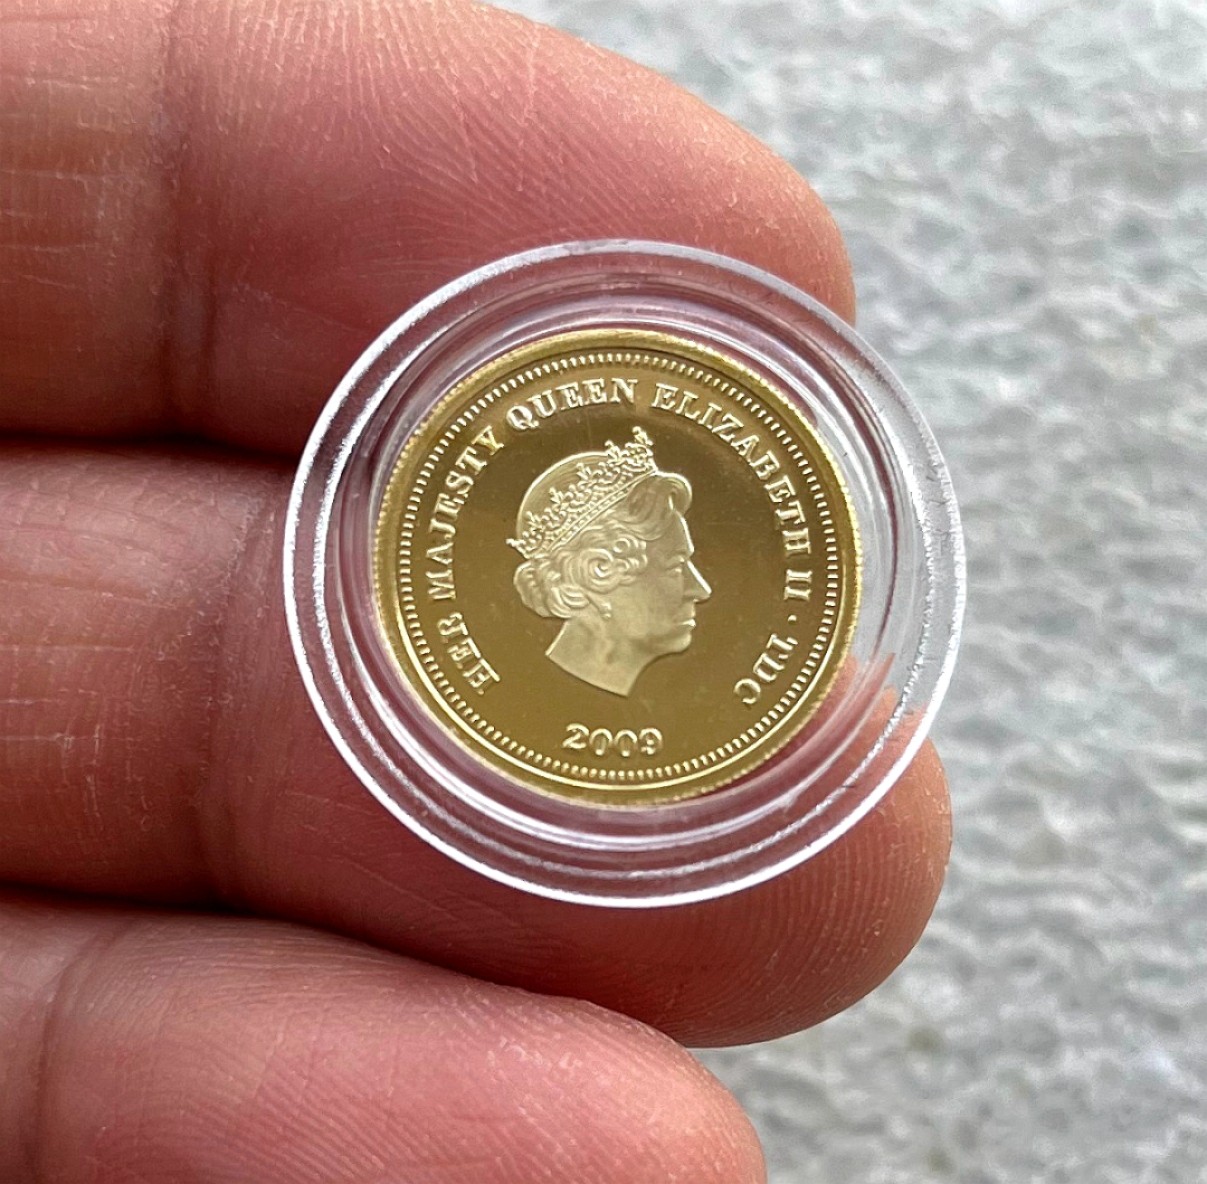 HER MAJESTY QUEEN ELIZABETH II · TDC
2009